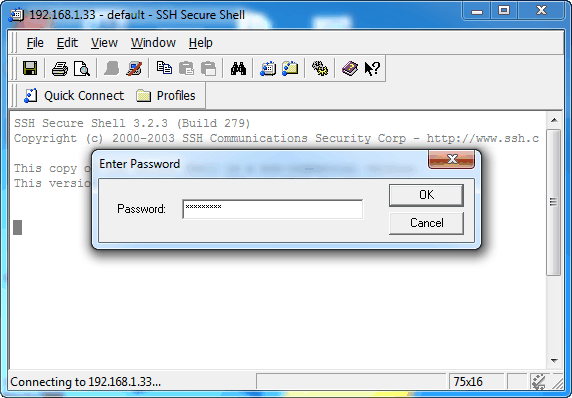 192.168.1.33 - default - SSH Secure Shell
File Edit View Window Help
Quick Connect Profiles
SSH Secure Shell 3.2.3 (Build 279)
Copyright (c) 2000-2003 SSH Communications Security Corp - http://www.ssh.c
This copy
This versio
Enter Password
Password: *********
OK
Cancel
Connecting to 192.168.1.33...
75x16